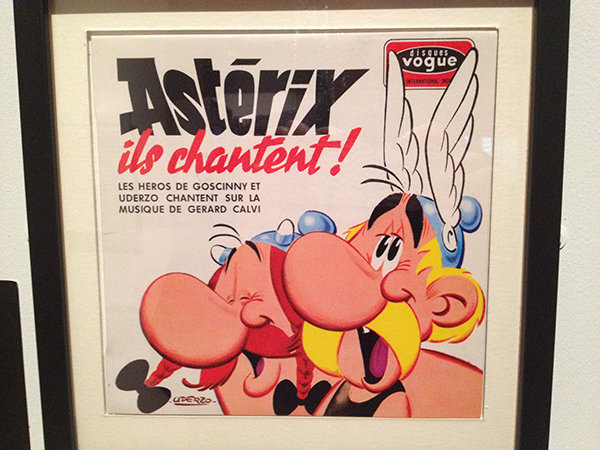 disques
vogue
INTERNATIONAL
Astérix
ils chantent!
LES HEROS DE GOSCINNY ET
UDERZO CHANTENT SUR LA
MUSIQUE DE GERARD CALVI
UDERZO